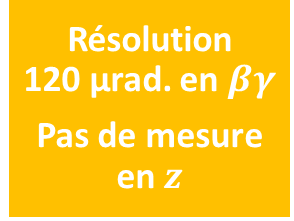 Résolution
120 μrad. en βγ
Pas de mesure
en z